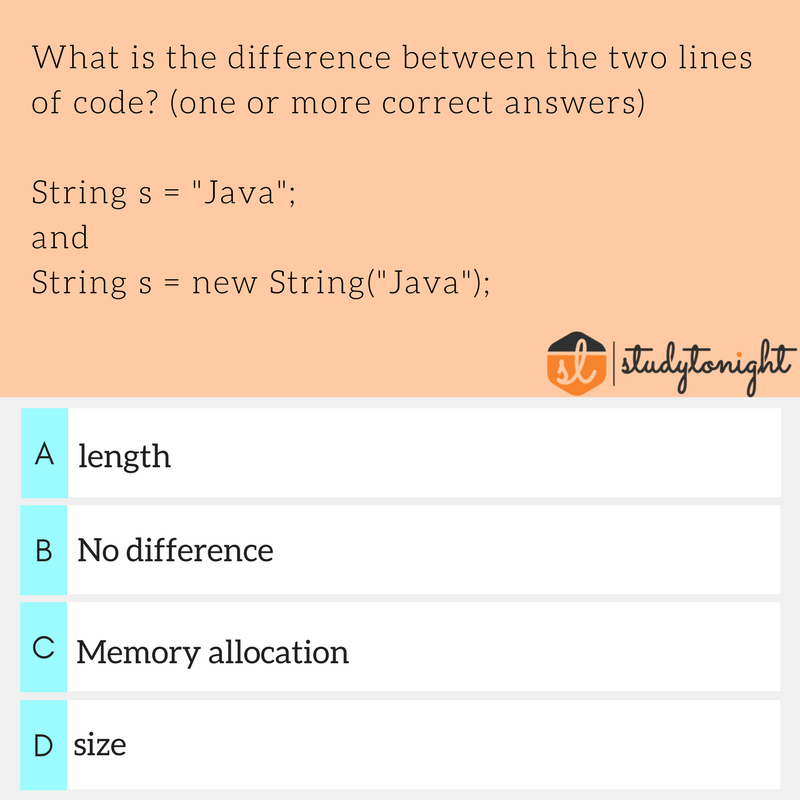 What is the difference between the two lines
of code? (one or more correct answers)
String s = "Java";
and
String s = new String("Java");
st | studytonight
A length
B No difference
C Memory allocation
D size